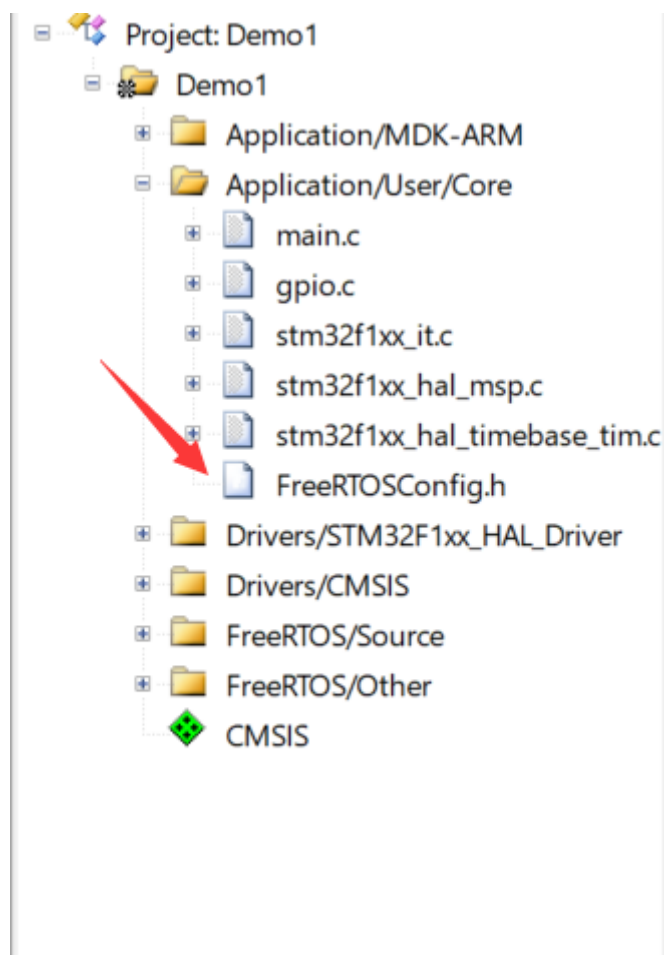 Project: Demo1
Demo1
Application/MDK-ARM
Application/User/Core
main.c
gpio.c
stm32f1xx_it.c
stm32f1xx_hal_msp.c
stm32f1xx_hal_timebase_tim.c
FreeRTOSConfig.h
Drivers/STM32F1xx_HAL_Driver
Drivers/CMSIS
FreeRTOS/Source
FreeRTOS/Other
CMSIS